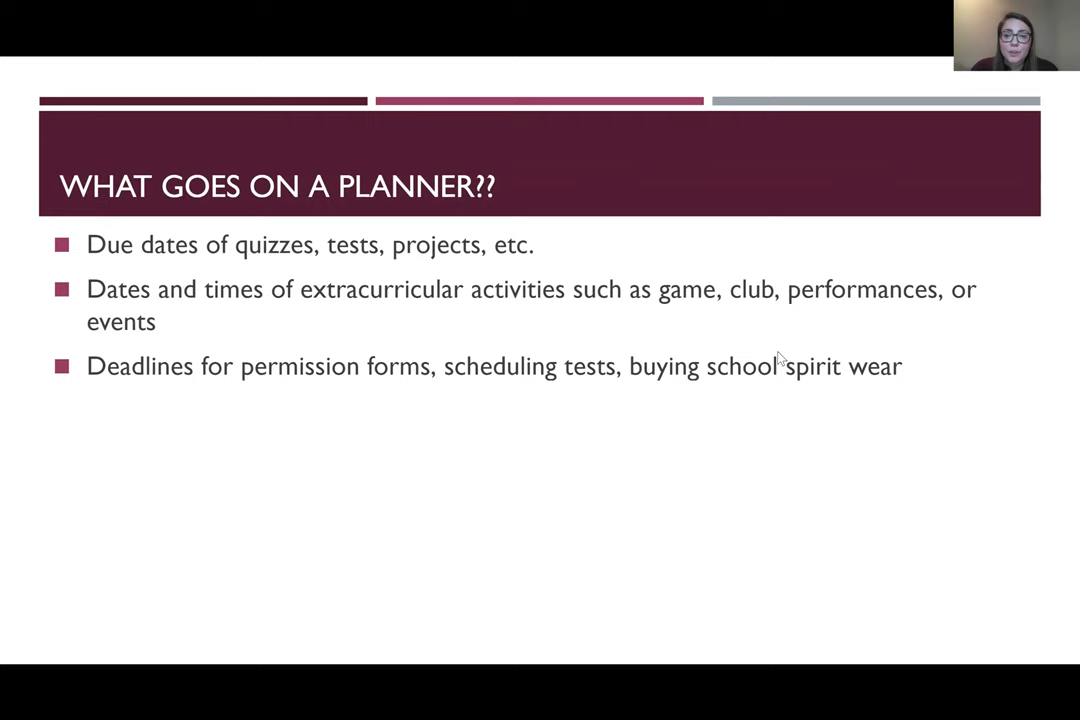 WHAT GOES ON A PLANNER??
Due dates of quizzes, tests, projects, etc.
Dates and times of extracurricular activities such as game, club, performances, or
events
Deadlines for permission forms, scheduling tests, buying school spirit wear